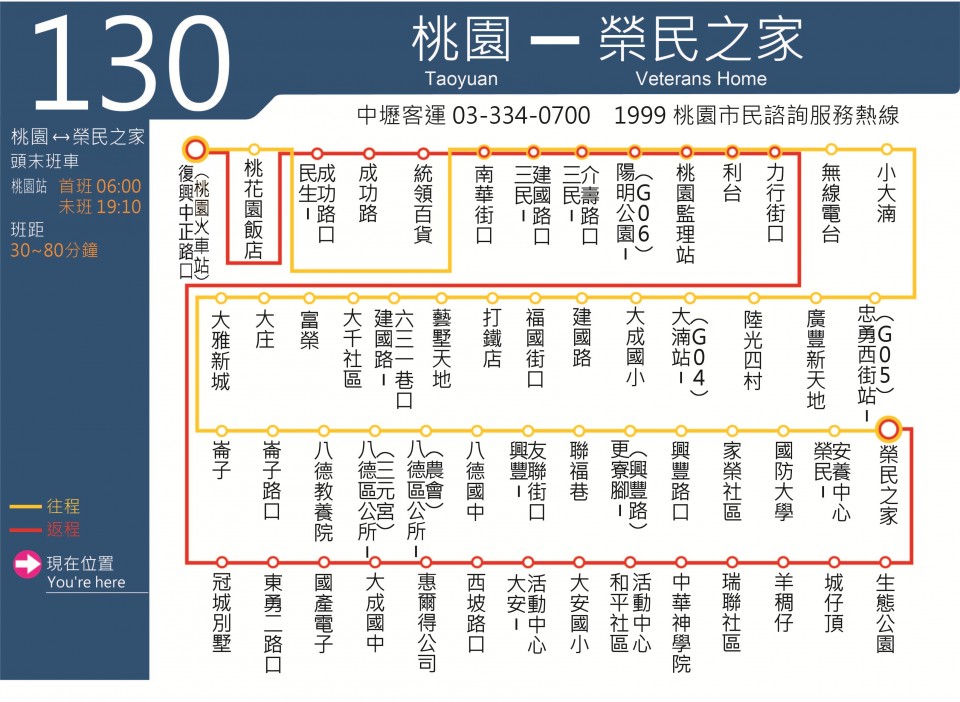 130
桃園 — 榮民之家
Taoyuan
Veterans Home
中壢客運 03-334-0700 1999 桃園市民諮詢服務熱線
桃園↔榮民之家
頭末班車
桃園站 首班 06:00
末班 19:10
班距
30~80分鐘
復興中正路口(桃園火車站)
桃花園飯店
民生-成功路口
成功路
統領百貨
南華街口
三民-建國路口
三民-介壽路口
陽明公園-(G06)
桃園監理站
利台
力行街口
無線電台
小大湳
大雅新城
大庄
富榮
大千社區
建國路-六三一巷口
藝墅天地
打鐵店
福國街口
建國路
大成國小
大湳站-(G04)
陸光四村
廣豐新天地
忠勇西街站-(G05)
崙子
崙子路口
八德教養院
八德區公所-(三元宮)
八德區公所-(農會)
八德國中
興豐-友聯街口
聯福巷
更寮腳-(興豐路)
興豐路口
家榮社區
國防大學
榮民-安養中心
榮民之家
往程
返程
現在位置
You're here
冠城別墅
東勇二路口
國產電子
大成國中
惠爾得公司
西坡路口
大安-活動中心
大安國小
和平社區活動中心
中華神學院
瑞聯社區
羊稠仔
城仔頂
生態公園